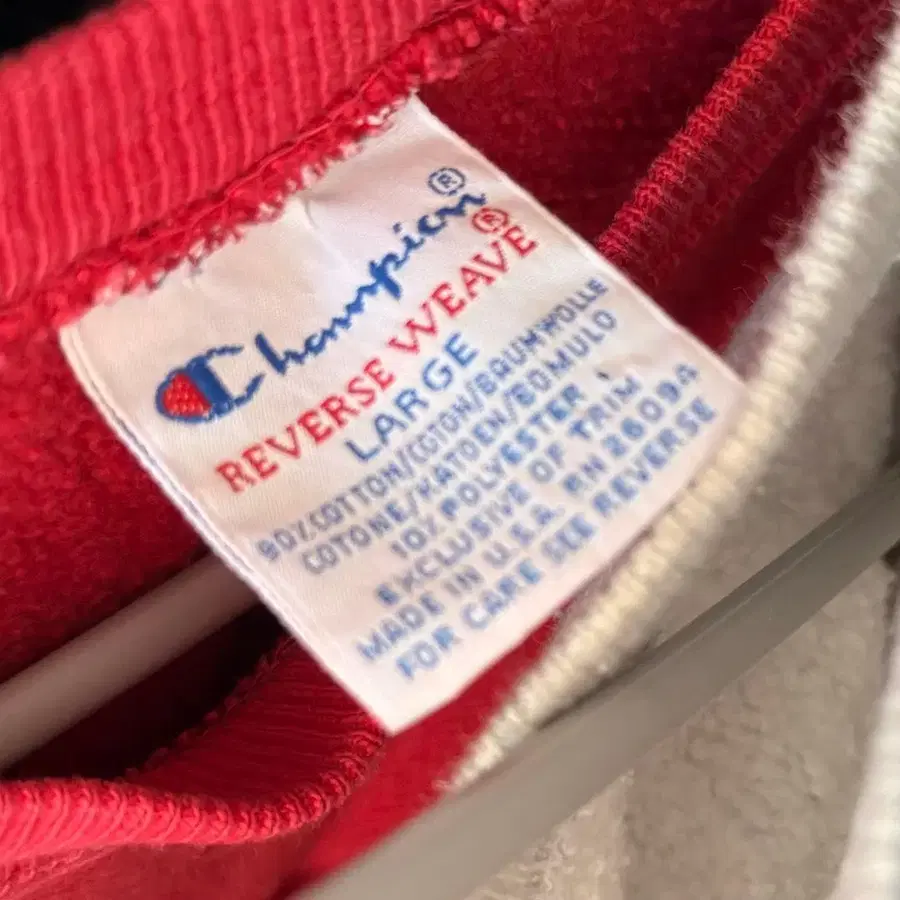 Champion®
REVERSE WEAVE®
LARGE
90%COTTON/COTON/BAUMWOLLE
COTONE/KATOEN/BOMULD
10% POLYESTER
EXCLUSIVE OF TRIM
MADE IN U.S.A. RN 26094
FOR CARE SEE REVERSE